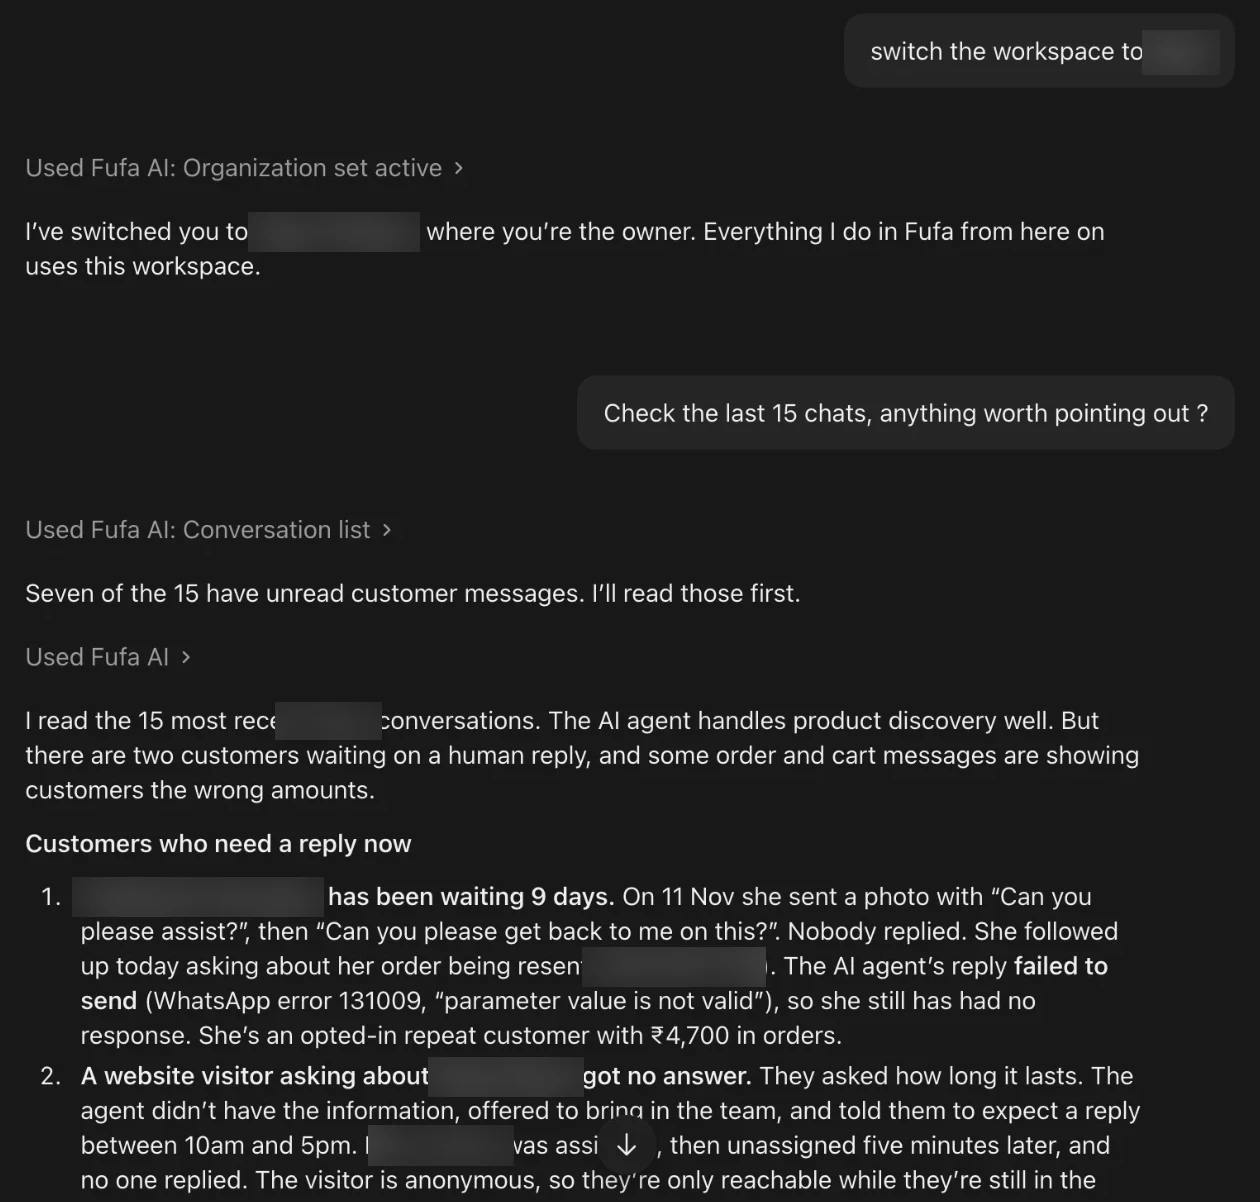 switch the workspace to
Used Fufa AI: Organization set active >
I've switched you to where you're the owner. Everything I do in Fufa from here on
uses this workspace.
Check the last 15 chats, anything worth pointing out ?
Used Fufa AI: Conversation list >
Seven of the 15 have unread customer messages. I'll read those first.
Used Fufa AI >
I read the 15 most conversations. The AI agent handles product discovery well. But
there are two customers waiting on a human reply, and some order and cart messages are showing
customers the wrong amounts.
Customers who need a reply now
1. has been waiting 9 days. On 11 Nov she sent a photo with “Can you
please assist?”, then “Can you please get back to me on this?”. Nobody replied. She followed
up today asking about her order being ). The AI agent's reply failed to
send (WhatsApp error 131009, “parameter value is not valid”), so she still has had no
response. She's an opted-in repeat customer with ₹4,700 in orders.
2. A website visitor asking about got no answer. They asked how long it lasts. The
agent didn't have the information, offered to bring in the team, and told them to expect a reply
between 10am and 5pm. was , then unassigned five minutes later, and
no one replied. The visitor is anonymous, so they're only reachable while they're still in the